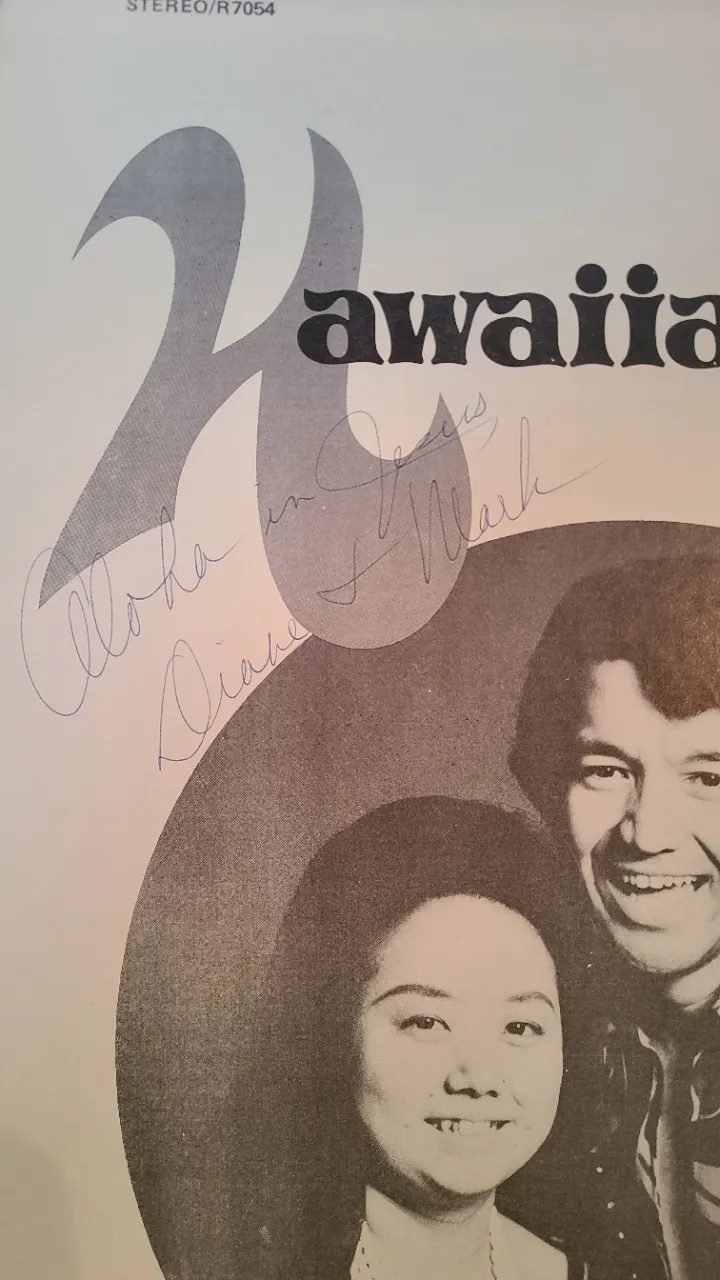 STEREO/R7054
Hawaiia
Aloha in Jesus,
Diane & Mark